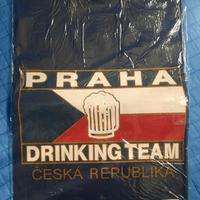 PRAHA
DRINKING TEAM
ČESKÁ REPUBLIKA